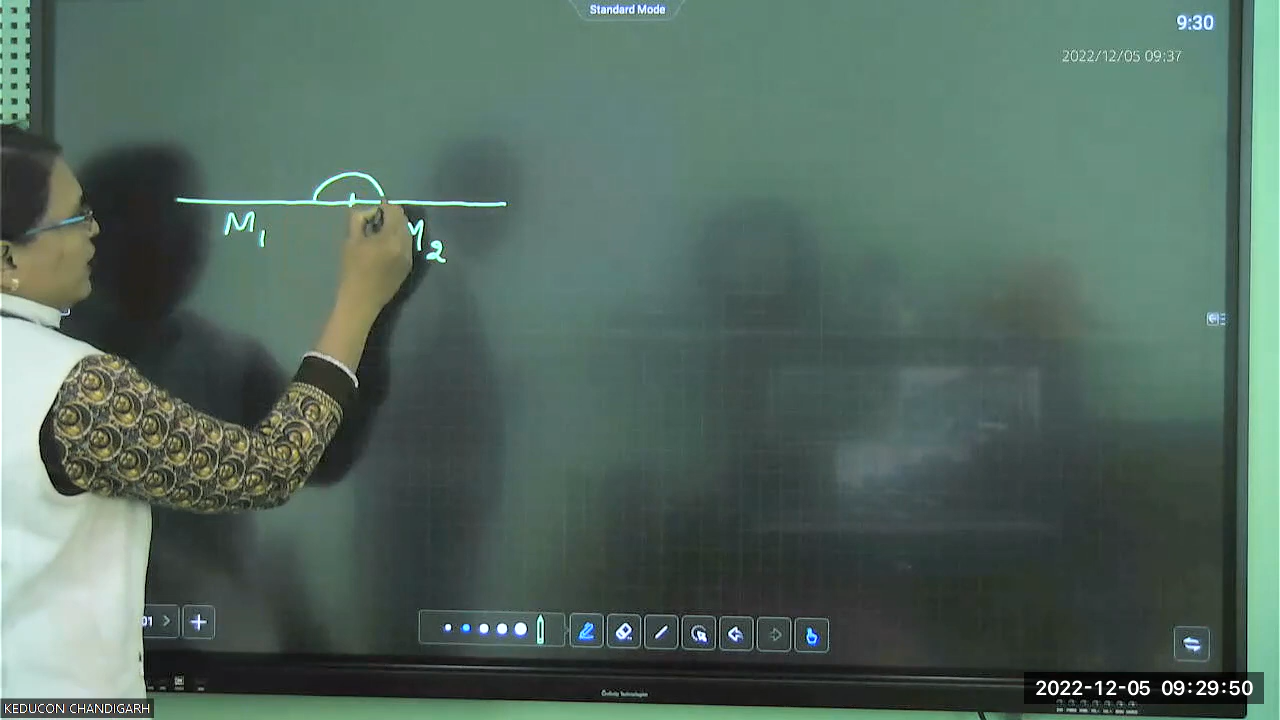 Standard Mode
9:30
2022/12/05 09:37
M1
M2
01
2022-12-05 09:29:50
KEDUCON CHANDIGARH